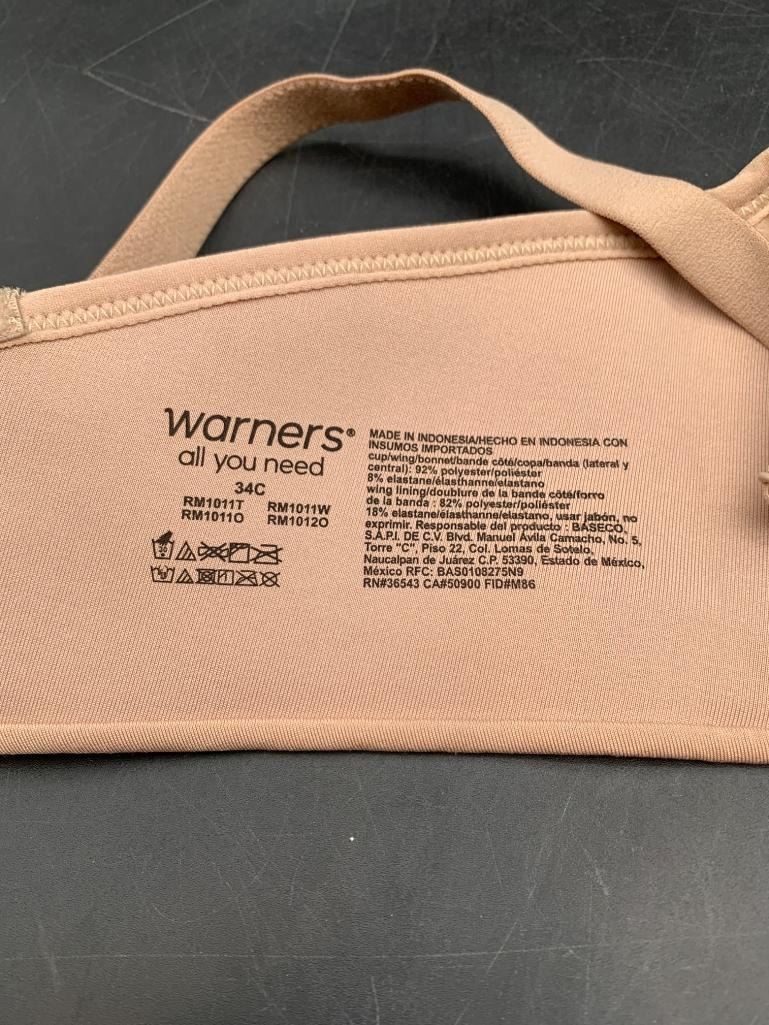 warners®
all you need
34C
RM1011T RM1011W
RM1011O RM1012O
MADE IN INDONESIA/HECHO EN INDONESIA CON
INSUMOS IMPORTADOS
cup/wing/bonnet/bande côté/copa/banda (lateral y
central): 92% polyester/poliéster
8% elastane/élasthanne/elastano
wing lining/doublure de la bande côté/forro
de la banda : 82% polyester/poliéster
18% elastane/élasthanne/elastano, usar jabón, no
exprimir. Responsable del producto : BASECO,
S.A.P.I. DE C.V. Blvd. Manuel Ávila Camacho, No. 5,
Torre "C", Piso 22, Col. Lomas de Sotelo,
Naucalpan de Juárez C.P. 53390, Estado de México,
México RFC: BAS0108275N9
RN#36543 CA#50900 FID#M86